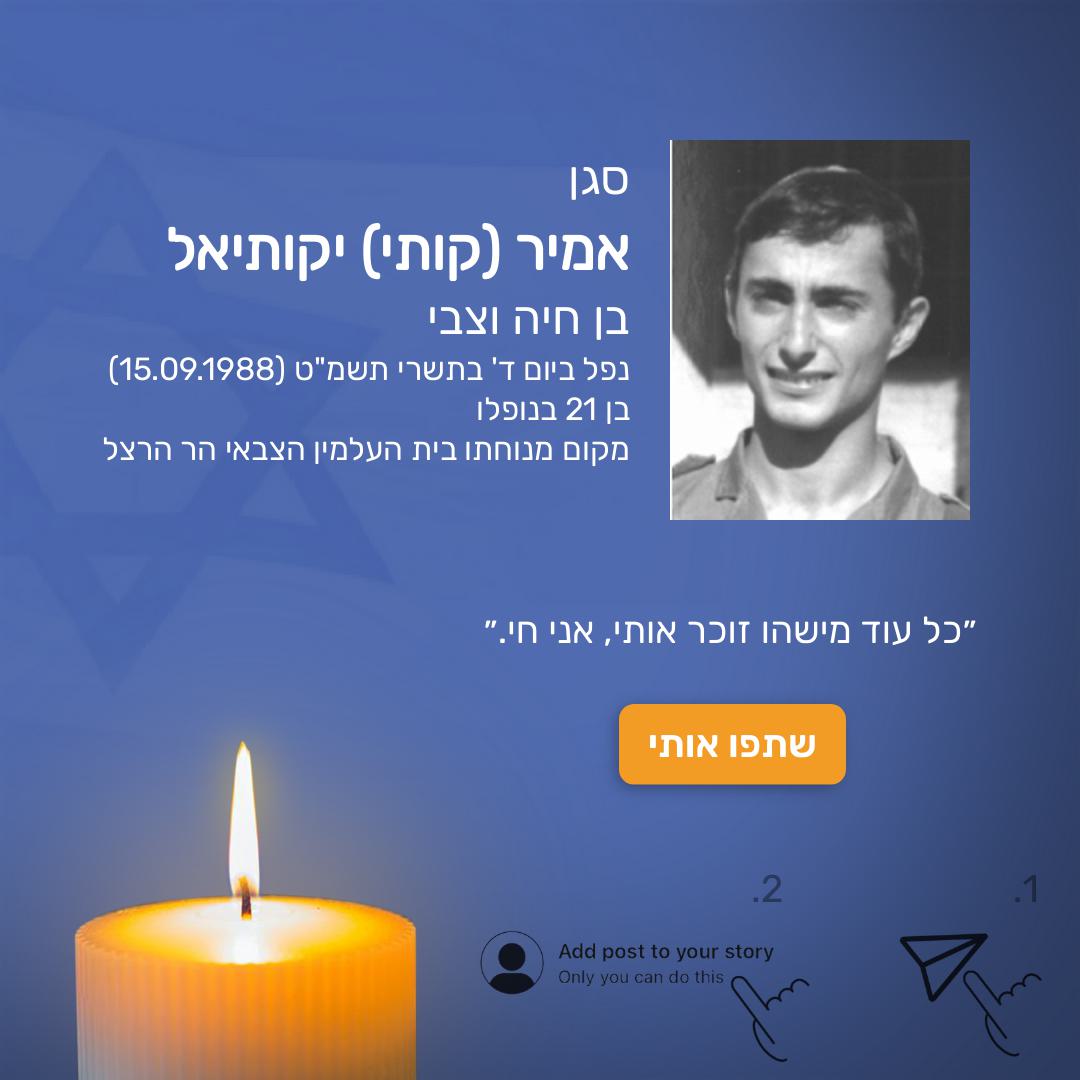 סגן
אמיר (קותי) יקותיאל
בן חיה וצבי
נפל ביום ד' בתשרי תשמ"ט (15.09.1988)
בן 21 בנופלו
מקום מנוחתו בית העלמין הצבאי הר הרצל
״כל עוד מישהו זוכר אותי, אני חי.״
שתפו אותי
1.
2.
Add post to your story
Only you can do this